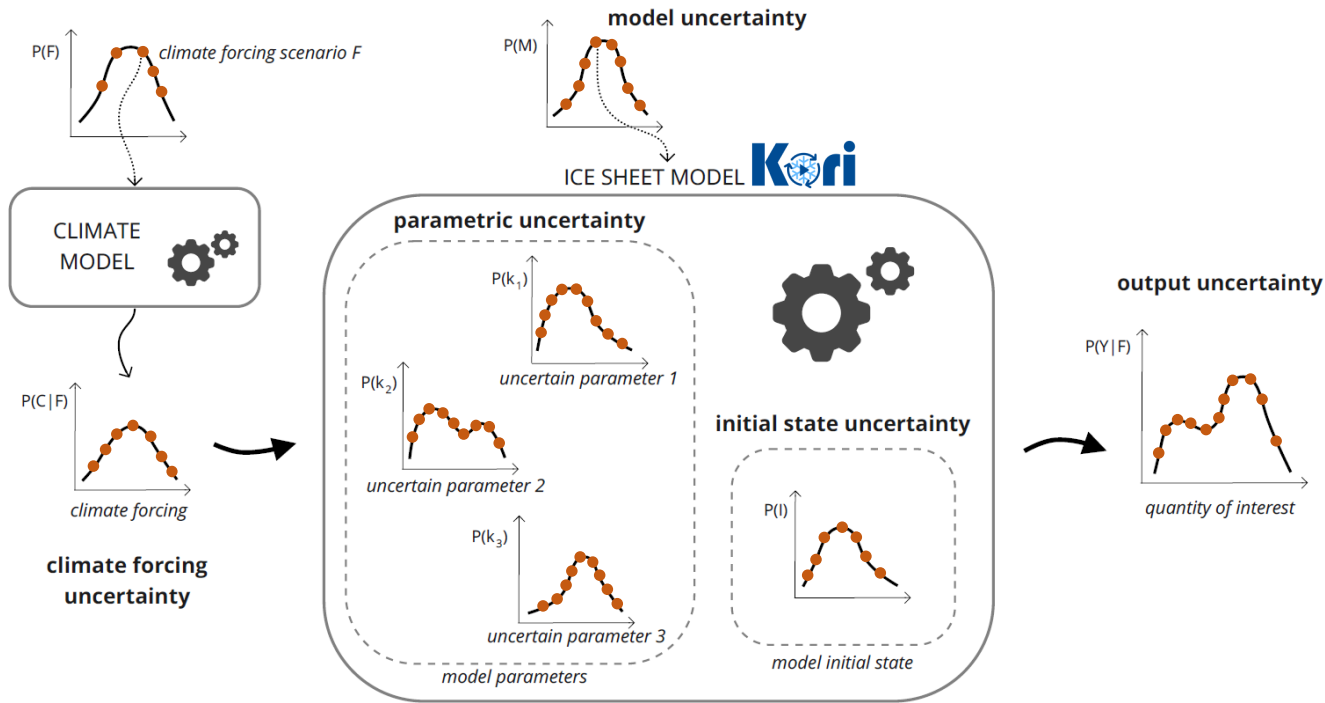 P(F)
climate forcing scenario F
CLIMATE
MODEL
P(C|F)
climate forcing
climate forcing
uncertainty
model uncertainty
P(M)
ICE SHEET MODEL Kori
parametric uncertainty
P(k₁)
uncertain parameter 1
P(k₂)
uncertain parameter 2
P(k₃)
uncertain parameter 3
model parameters
initial state uncertainty
P(I)
model initial state
output uncertainty
P(Y|F)
quantity of interest